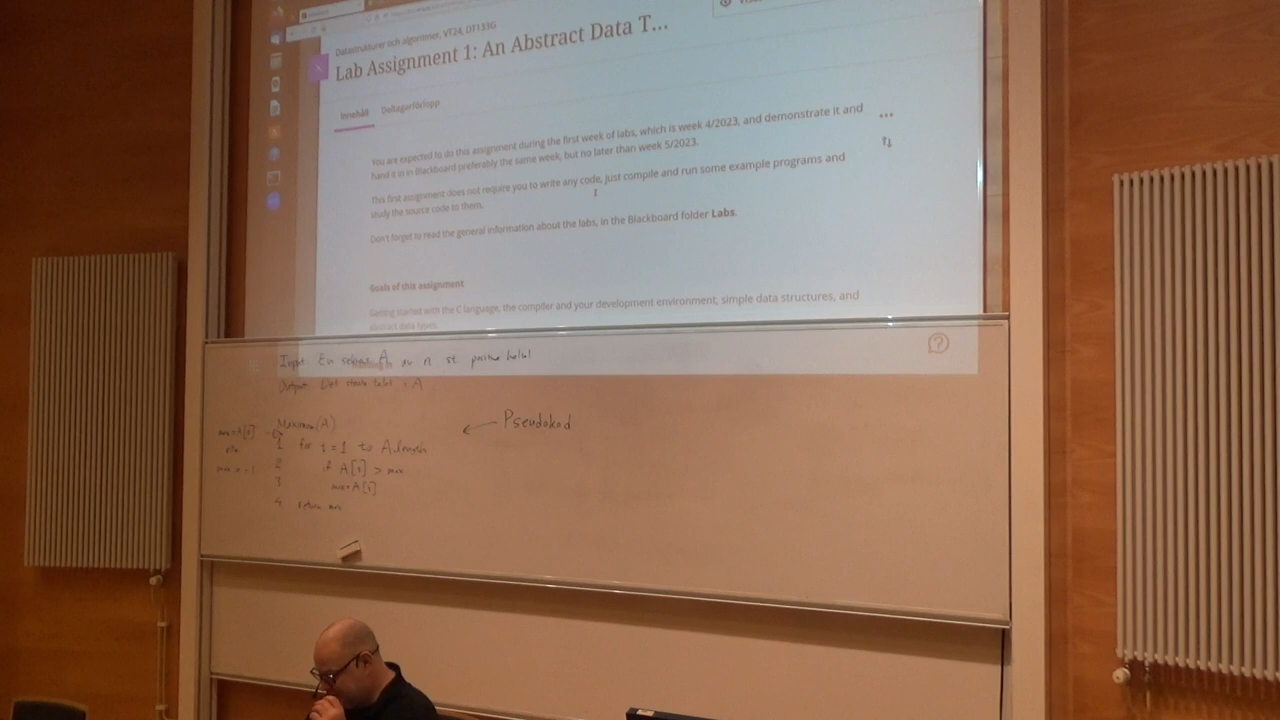 Datastrukturer och algoritmer, VT24, DT133G
Lab Assignment 1: An Abstract Data T...
Innehåll Deltagarförlopp
You are expected to do this assignment during the first week of labs, which is week 4/2023, and demonstrate it and
hand it in in Blackboard preferably the same week, but no later than week 5/2023.
This first assignment does not require you to write any code, just compile and run some example programs and
study the source code to them.
Don't forget to read the general information about the labs, in the Blackboard folder Labs.
Goals of this assignment
Getting started with the C language, the compiler and your development environment, simple data structures, and
abstract data types.
Input: En A av n st positiva heltal
Output: Det talet i A
Maximum(A)
Pseudokod
max=A[1]
1 for i=1 to A.length
2 if A[i] > max
3 max=A[i]
max = -1
4 return max